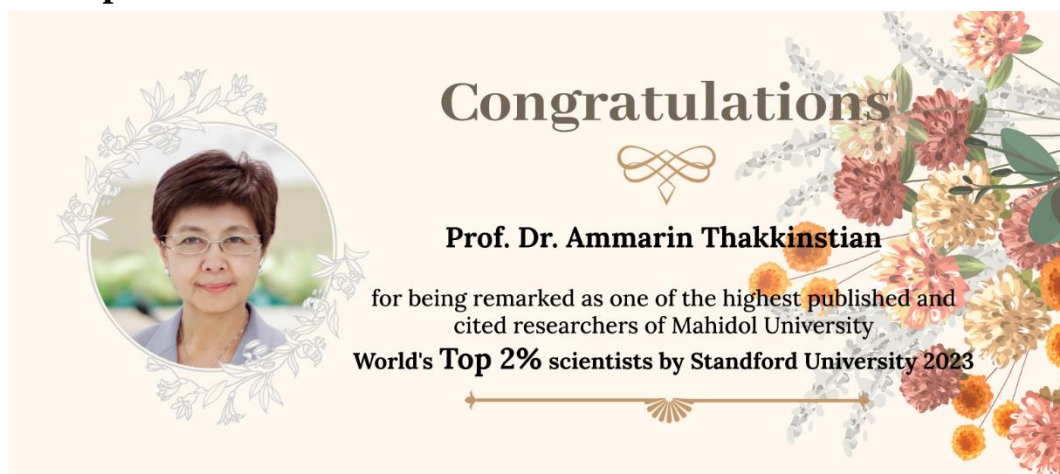 Congratulations
Prof. Dr. Ammarin Thakkinstian
for being remarked as one of the highest published and
cited researchers of Mahidol University
World's Top 2% scientists by Standford University 2023